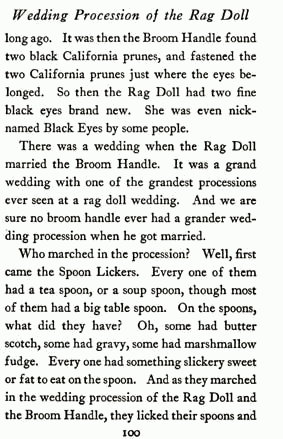 Wedding Procession of the Rag Doll
long ago. It was then the Broom Handle found
two black California prunes, and fastened the
two California prunes just where the eyes be-
longed. So then the Rag Doll had two fine
black eyes brand new. She was even nick-
named Black Eyes by some people.
There was a wedding when the Rag Doll
married the Broom Handle. It was a grand
wedding with one of the grandest processions
ever seen at a rag doll wedding. And we are
sure no broom handle ever had a grander wed-
ding procession when he got married.
Who marched in the procession? Well, first
came the Spoon Lickers. Every one of them
had a tea spoon, or a soup spoon, though most
of them had a big table spoon. On the spoons,
what did they have? Oh, some had butter
scotch, some had gravy, some had marshmallow
fudge. Every one had something slickery sweet
or fat to eat on the spoon. And as they marched
in the wedding procession of the Rag Doll and
the Broom Handle, they licked their spoons and
100